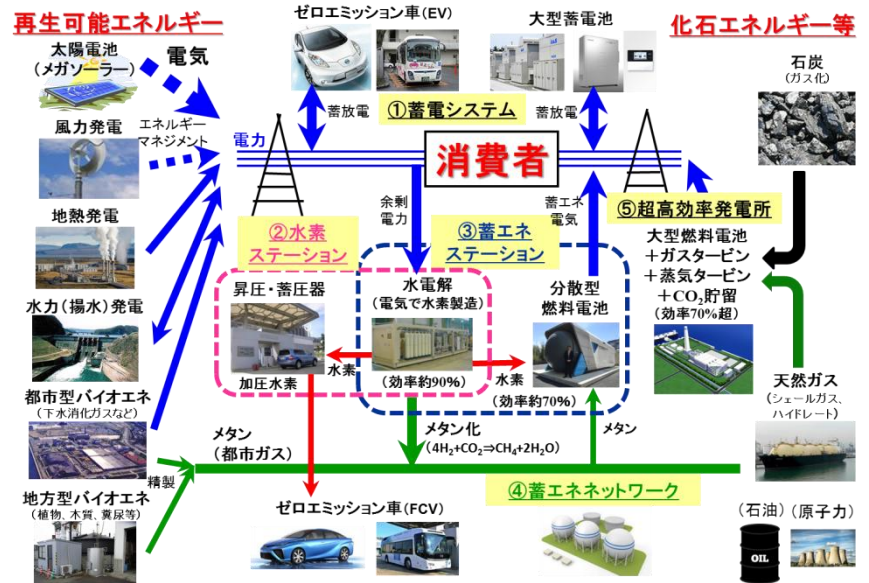 再生可能エネルギー
太陽電池
(メガソーラー)
電気
風力発電
エネルギー
マネジメント
地熱発電
水力(揚水)発電
都市型バイオエネ
(下水消化ガスなど)
地方型バイオエネ
(植物、木質、糞尿等)
精製
ゼロエミッション車(EV)
大型蓄電池
蓄放電
①蓄電システム
蓄放電
電力
消費者
余剰
電力
蓄エネ
電気
②水素
ステーション
③蓄エネ
ステーション
昇圧・蓄圧器
加圧水素
水電解
(電気で水素製造)
(効率約90%)
水素
水素
分散型
燃料電池
(効率約70%)
メタン
(都市ガス)
メタン化
(4H₂+CO₂⇒CH₄+2H₂O)
メタン
④蓄エネネットワーク
ゼロエミッション車(FCV)
化石エネルギー等
石炭
(ガス化)
⑤超高効率発電所
大型燃料電池
+ガスタービン
+蒸気タービン
+CO₂貯留
(効率70%超)
天然ガス
(シェールガス、
ハイドレート)
(石油)
(原子力)
OIL